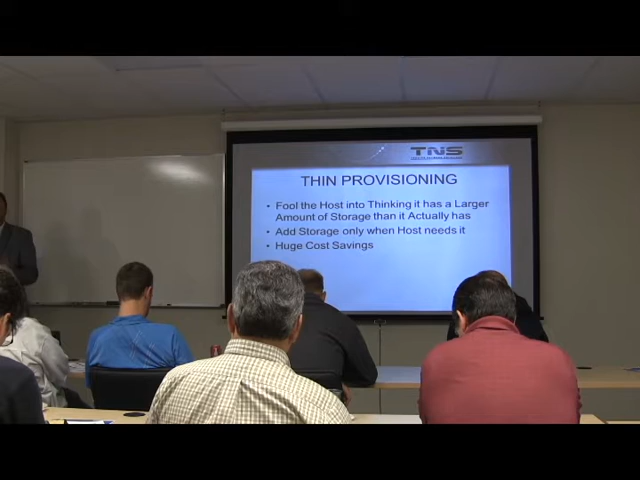 TNS
THIN PROVISIONING
• Fool the Host into Thinking it has a Larger
Amount of Storage than it Actually has
• Add Storage only when Host needs it
• Huge Cost Savings